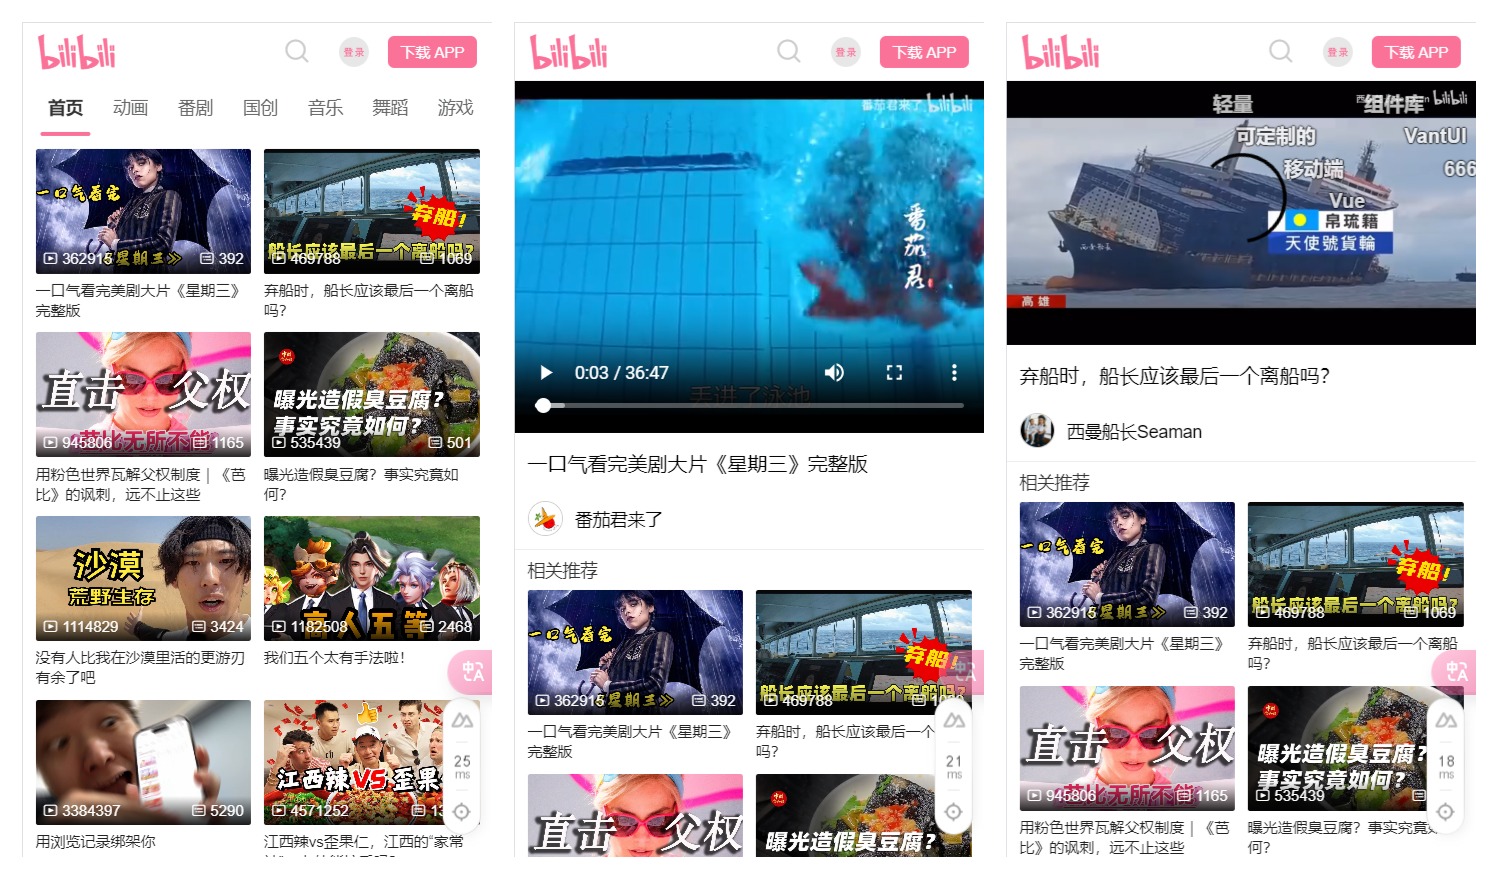 bilibili
登录
下载 APP
首页 动画 番剧 国创 音乐 舞蹈 游戏
一口气看完
星期三
362915 392
一口气看完美剧大片《星期三》
完整版
弃船!
船长应该最后一个离船吗?
469788 1069
弃船时，船长应该最后一个离船
吗?
直击 父权
芭比无所不能
945806 1165
用粉色世界瓦解父权制度｜《芭
比》的讽刺，远不止这些
曝光造假臭豆腐?
事实究竟如何?
535439 501
曝光造假臭豆腐？事实究竟如
何?
沙漠
荒野生存
1114829 3424
没有人比我在沙漠里活的更游刃
有余了吧
高人五等
1182508 2468
我们五个太有手法啦!
3384397 5290
用浏览记录绑架你
江西辣VS歪果
4571252
江西辣vs歪果仁，江西的“家常
中 A
25
ms
bilibili
登录
下载 APP
番茄君来了 bilibili
番茄君
丢进了泳池
0:03 / 36:47
一口气看完美剧大片《星期三》完整版
番茄君来了
相关推荐
一口气看完
星期三
362915 392
一口气看完美剧大片《星期三》
完整版
弃船!
船长应该最后一个离船吗?
469788
弃船时，船长应该最后一个
吗?
直击 父权
曝光造假臭豆腐?
21
ms
bilibili
登录
下载 APP
轻量 组件库 bilibili
可定制的 VantUI
移动端 666
Vue
帛琉籍
天使號貨輪
高雄
弃船时，船长应该最后一个离船吗?
西曼船长Seaman
相关推荐
一口气看完
星期三
362915 392
一口气看完美剧大片《星期三》
完整版
弃船!
船长应该最后一个离船吗?
469788 1069
弃船时，船长应该最后一个离船
吗?
直击 父权
芭比无所不能
945806 1165
用粉色世界瓦解父权制度｜《芭
比》的讽刺，远不止这些
曝光造假臭豆腐?
事实究竟如何?
535439
曝光造假臭豆腐？事实究竟
何?
中 A
18
ms